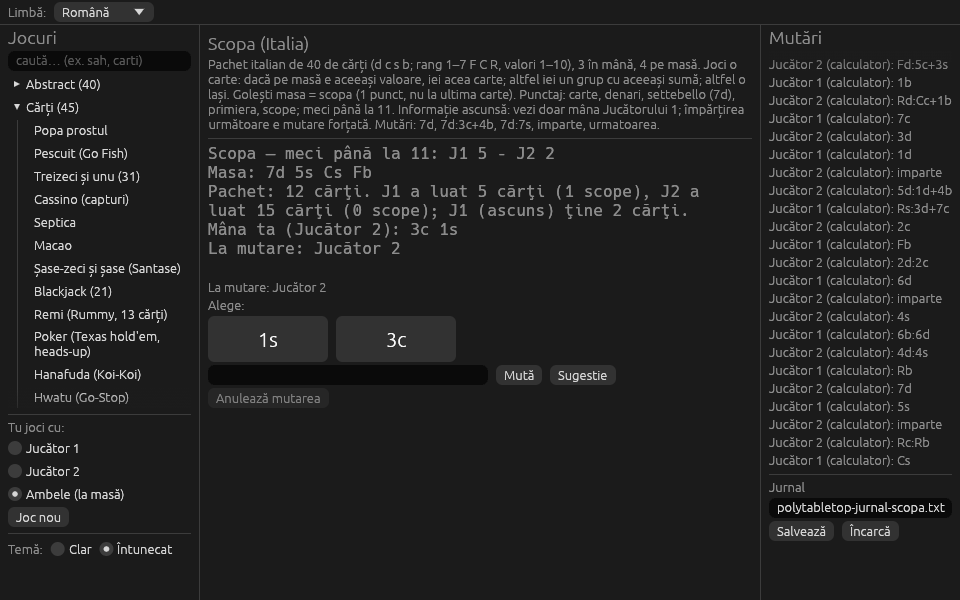 Limbă:
Română
Jocuri
caută... (ex. sah, carti)
Abstract (40)
Cărți (45)
Popa prostul
Pescuit (Go Fish)
Treizeci și unu (31)
Cassino (capturi)
Septica
Macao
Șase-zeci și șase (Santase)
Blackjack (21)
Remi (Rummy, 13 cărți)
Poker (Texas hold'em,
heads-up)
Hanafuda (Koi-Koi)
Hwatu (Go-Stop)
Tu joci cu:
Jucător 1
Jucător 2
Ambele (la masă)
Joc nou
Temă:
Clar
Întunecat
Scopa (Italia)
Pachet italian de 40 de cărți (d c s b; rang 1–7 F C R, valori 1–10), 3 în mână, 4 pe masă. Joci o
carte: dacă pe masă e aceeași valoare, iei acea carte; altfel iei un grup cu aceeași sumă; altfel o
lași. Golești masa = scopa (1 punct, nu la ultima carte). Punctaj: carte, denari, settebello (7d),
primiera, scope; meci până la 11. Informație ascunsă: vezi doar mâna Jucătorului 1; împărțirea
următoare e mutare forțată. Mutări: 7d, 7d:3c+4b, 7d:7s, imparte, urmatoarea.
Scopa — meci până la 11: J1 5 - J2 2
Masa: 7d 5s Cs Fb
Pachet: 12 cărţi. J1 a luat 5 cărţi (1 scope), J2 a
luat 15 cărţi (0 scope); J1 (ascuns) ţine 2 cărţi.
Mâna ta (Jucător 2): 3c 1s
La mutare: Jucător 2
La mutare: Jucător 2
Alege:
1s
3c
Mută
Sugestie
Anulează mutarea
Mutări
Jucător 2 (calculator): Fd:5c+3s
Jucător 1 (calculator): 1b
Jucător 2 (calculator): Rd:Cc+1b
Jucător 1 (calculator): 7c
Jucător 2 (calculator): 3d
Jucător 1 (calculator): 1d
Jucător 2 (calculator): imparte
Jucător 2 (calculator): 5d:1d+4b
Jucător 1 (calculator): Rs:3d+7c
Jucător 2 (calculator): 2c
Jucător 1 (calculator): Fb
Jucător 2 (calculator): 2d:2c
Jucător 1 (calculator): 6d
Jucător 2 (calculator): imparte
Jucător 2 (calculator): 4s
Jucător 1 (calculator): 6b:6d
Jucător 2 (calculator): 4d:4s
Jucător 1 (calculator): Rb
Jucător 2 (calculator): 7d
Jucător 1 (calculator): 5s
Jucător 2 (calculator): imparte
Jucător 2 (calculator): Rc:Rb
Jucător 1 (calculator): Cs
Jurnal
polytabletop-jurnal-scopa.txt
Salvează
Încarcă